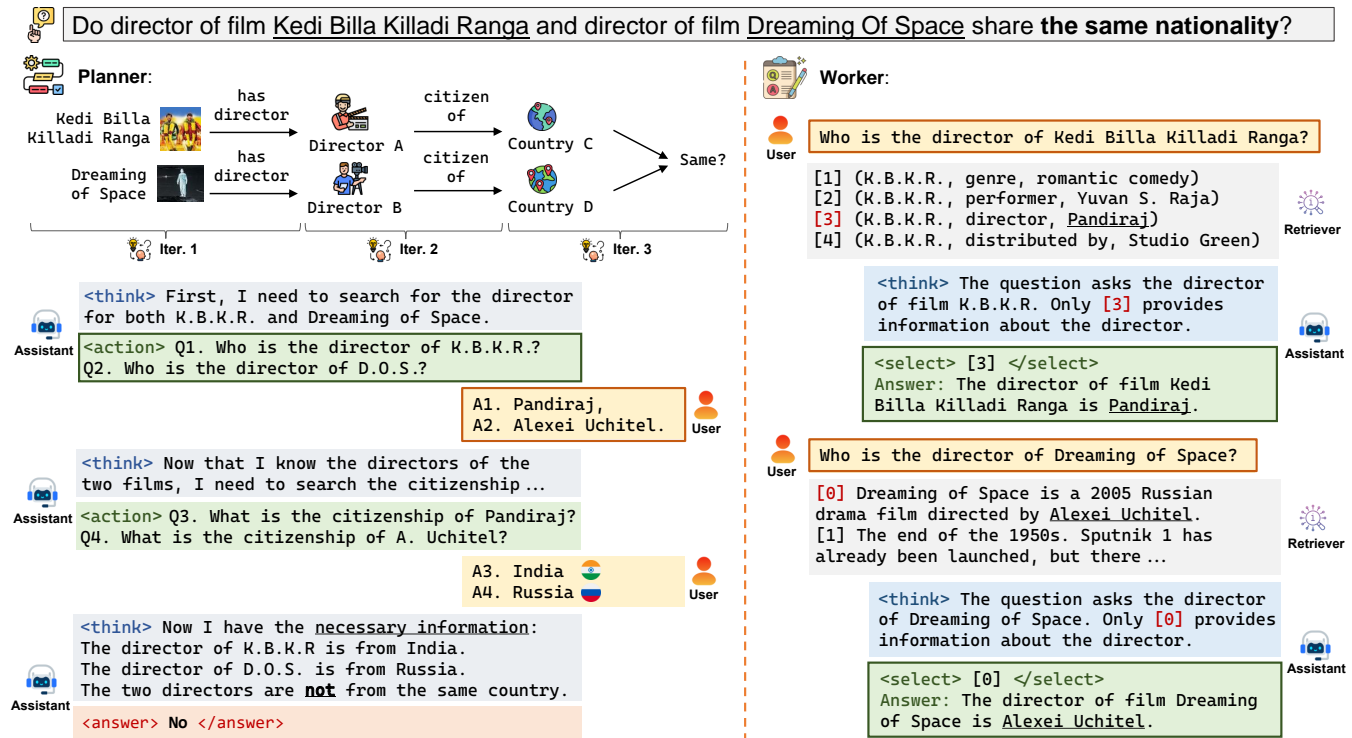 Do director of film Kedi Billa Killadi Ranga and director of film Dreaming Of Space share the same nationality?
Planner:
Kedi Billa
Killadi Ranga
has
director
Director A
citizen
of
Country C
Same?
Dreaming
of Space
has
director
Director B
citizen
of
Country D
Iter. 1
Iter. 2
Iter. 3
<think> First, I need to search for the director
for both K.B.K.R. and Dreaming of Space.
Assistant
<action> Q1. Who is the director of K.B.K.R.?
Q2. Who is the director of D.O.S.?
A1. Pandiraj,
A2. Alexei Uchitel.
User
<think> Now that I know the directors of the
two films, I need to search the citizenship ...
Assistant
<action> Q3. What is the citizenship of Pandiraj?
Q4. What is the citizenship of A. Uchitel?
A3. India
A4. Russia
User
<think> Now I have the necessary information:
The director of K.B.K.R is from India.
The director of D.O.S. is from Russia.
The two directors are not from the same country.
Assistant
<answer> No </answer>
Worker:
User
Who is the director of Kedi Billa Killadi Ranga?
[1] (K.B.K.R., genre, romantic comedy)
[2] (K.B.K.R., performer, Yuvan S. Raja)
[3] (K.B.K.R., director, Pandiraj)
[4] (K.B.K.R., distributed by, Studio Green)
Retriever
<think> The question asks the director
of film K.B.K.R. Only [3] provides
information about the director.
Assistant
<select> [3] </select>
Answer: The director of film Kedi
Billa Killadi Ranga is Pandiraj.
User
Who is the director of Dreaming of Space?
[0] Dreaming of Space is a 2005 Russian
drama film directed by Alexei Uchitel.
[1] The end of the 1950s. Sputnik 1 has
already been launched, but there ...
Retriever
<think> The question asks the director
of Dreaming of Space. Only [0] provides
information about the director.
Assistant
<select> [0] </select>
Answer: The director of film Dreaming
of Space is Alexei Uchitel.